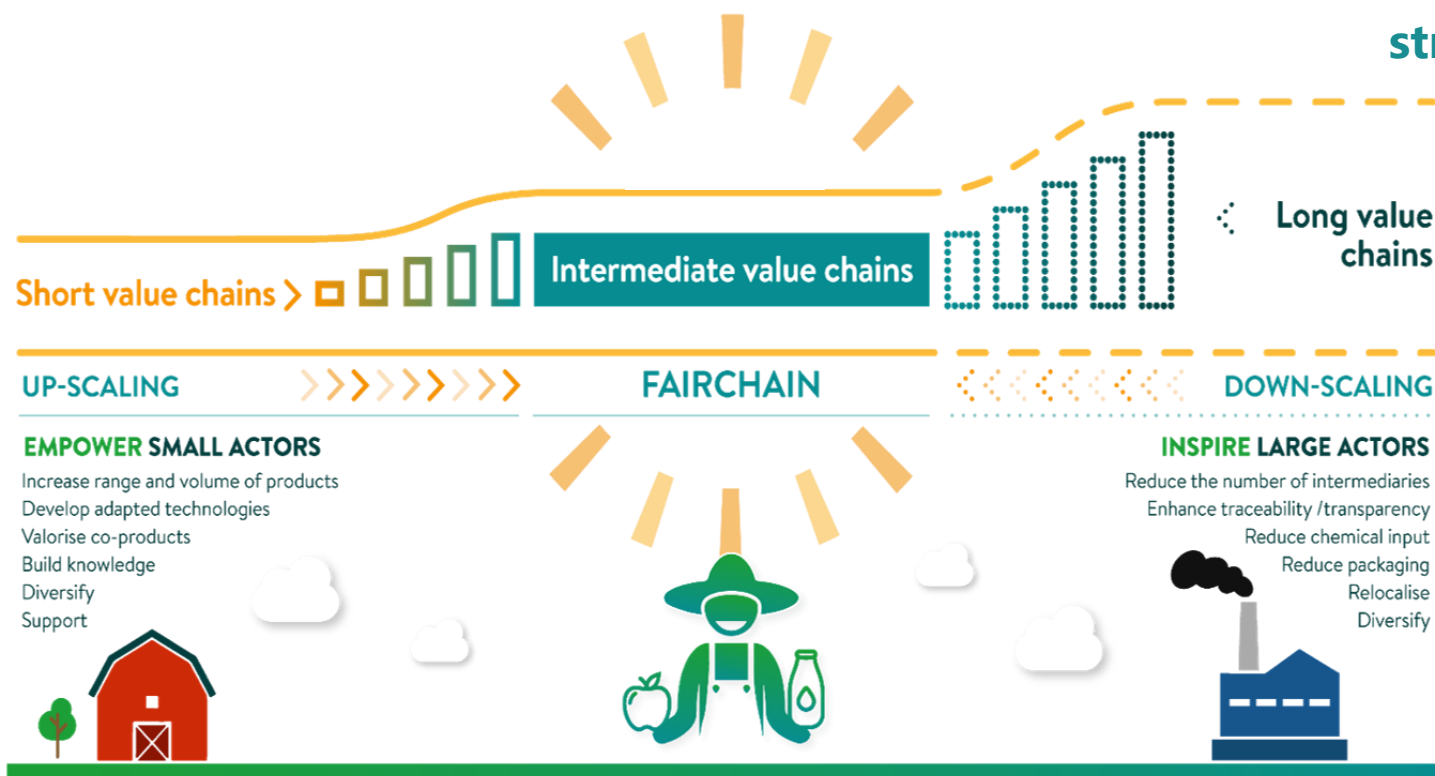 Short value chains
Intermediate value chains
Long value
chains
UP-SCALING
FAIRCHAIN
DOWN-SCALING
EMPOWER SMALL ACTORS
Increase range and volume of products
Develop adapted technologies
Valorise co-products
Build knowledge
Diversify
Support
INSPIRE LARGE ACTORS
Reduce the number of intermediaries
Enhance traceability /transparency
Reduce chemical input
Reduce packaging
Relocalise
Diversify